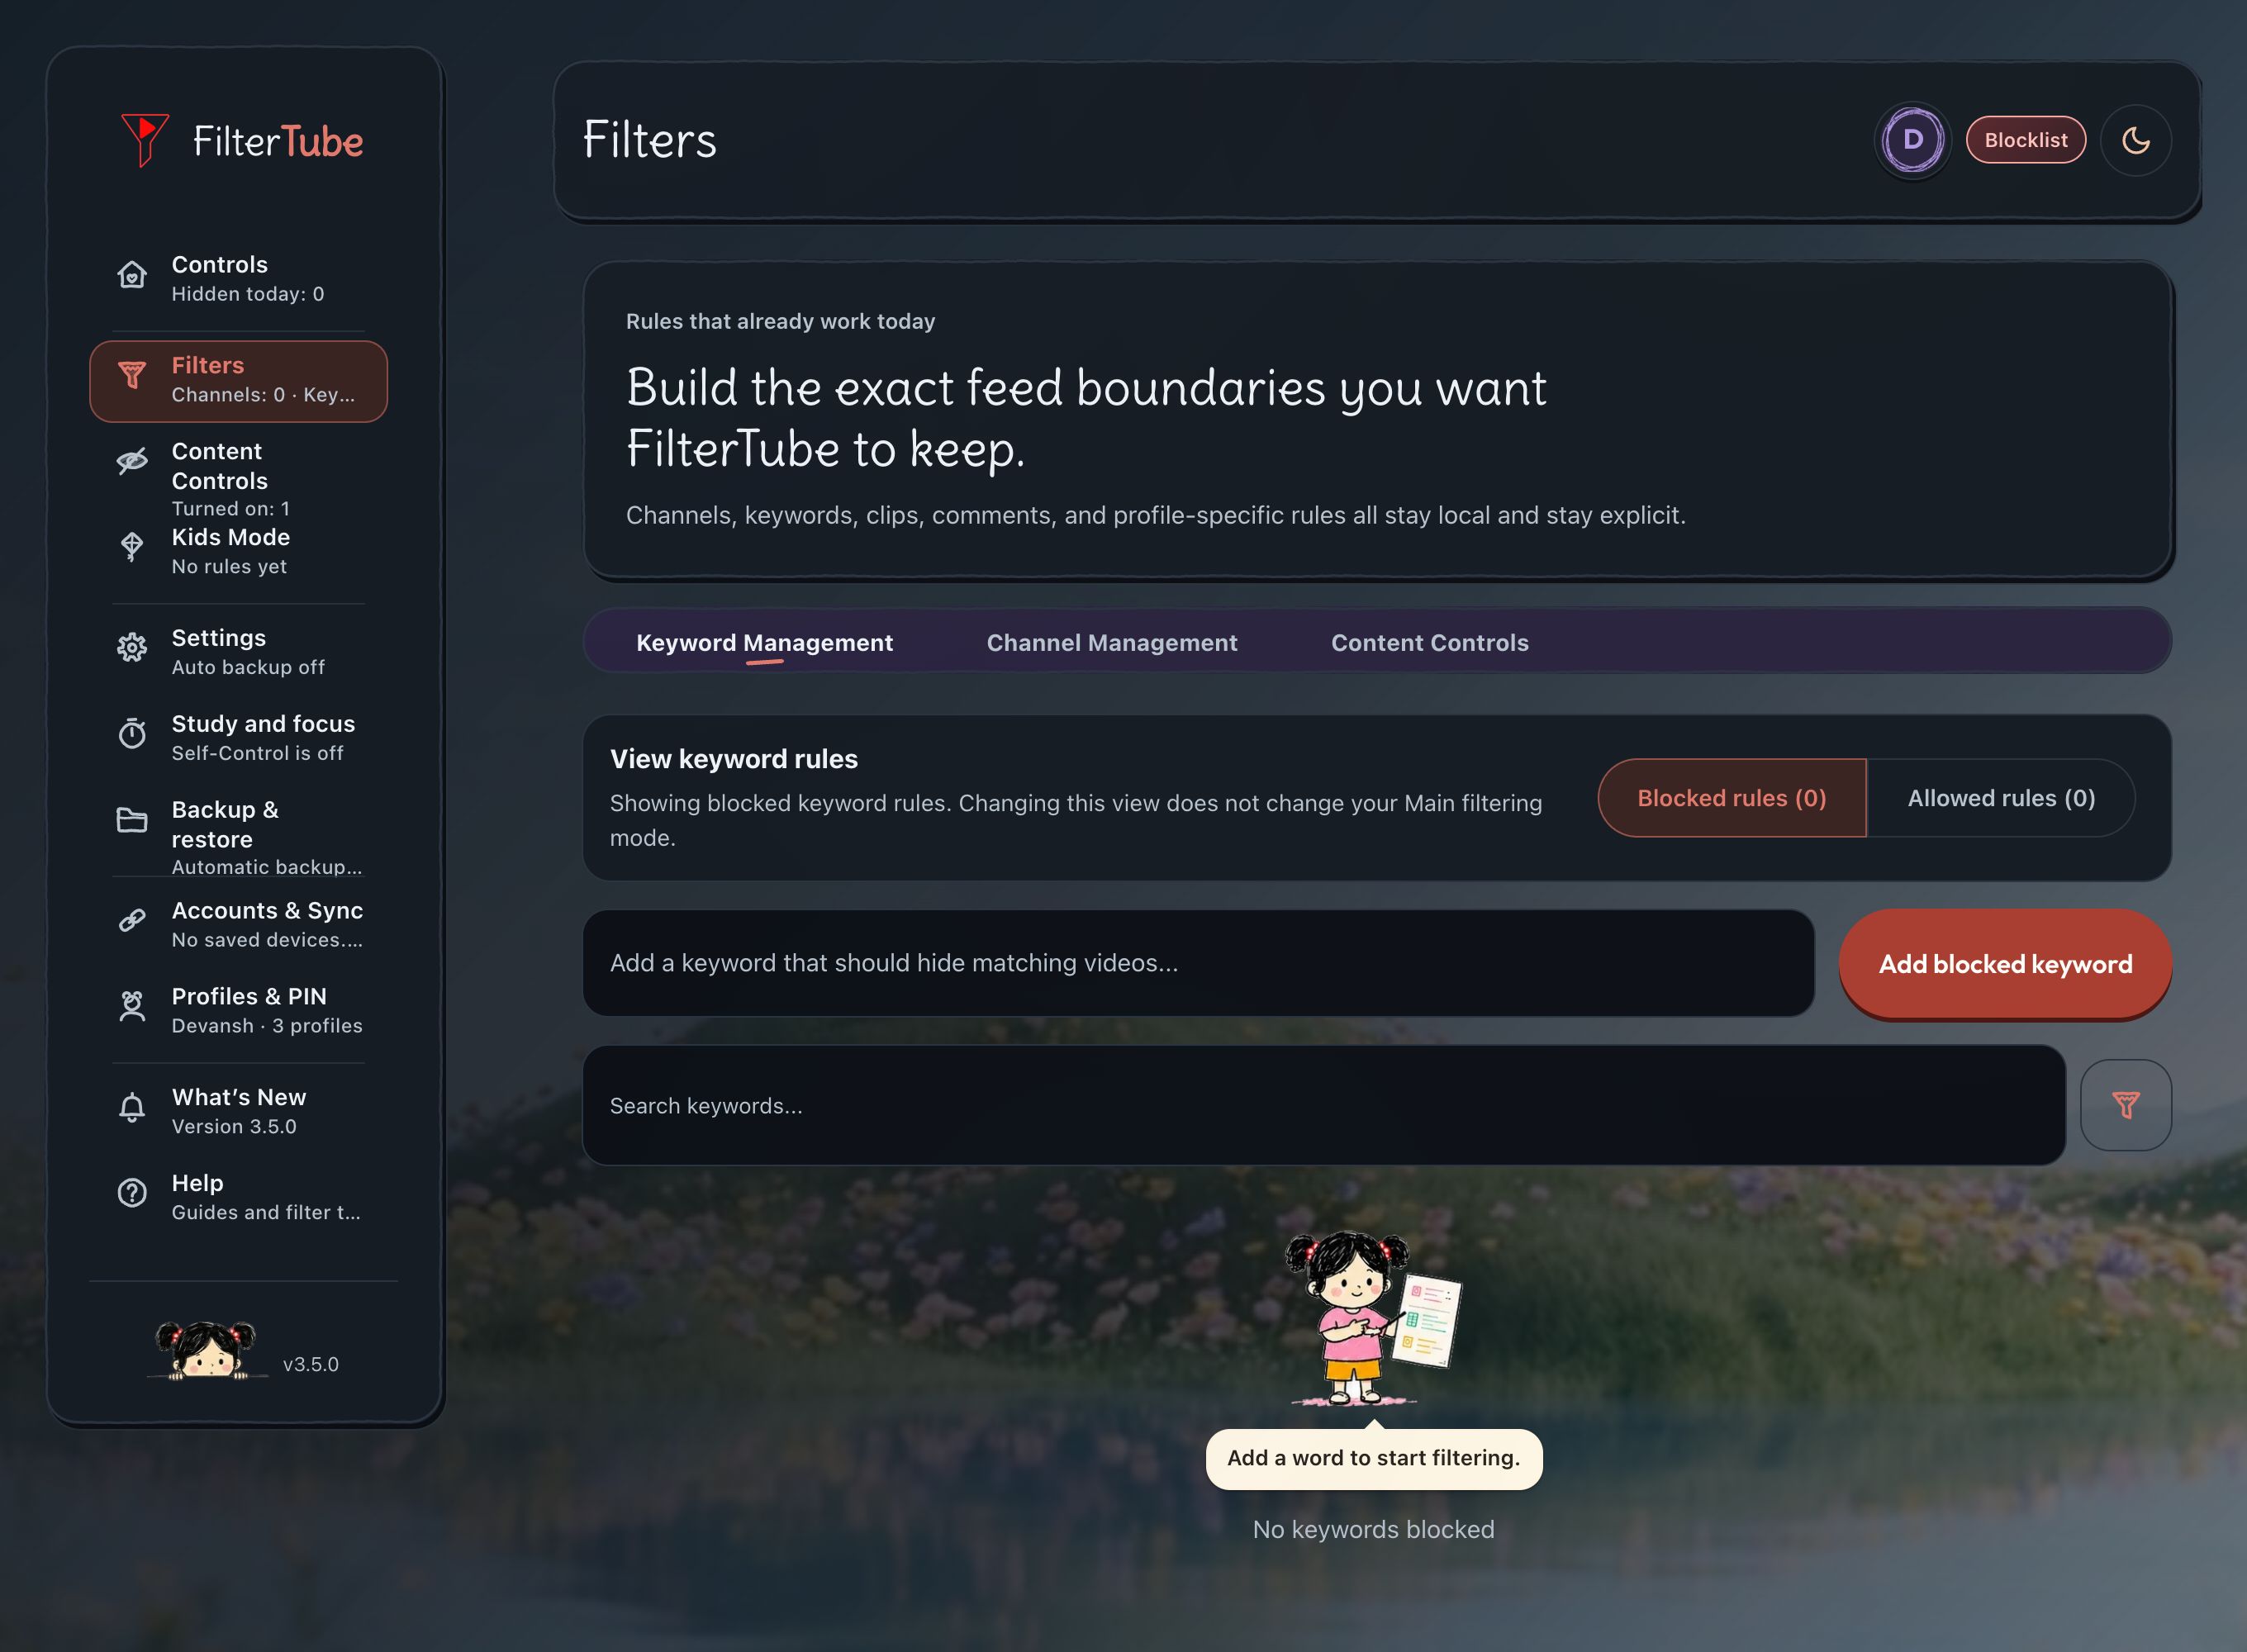 FilterTube
Controls
Hidden today: 0
Filters
Channels: 0 · Key...
Content
Controls
Turned on: 1
Kids Mode
No rules yet
Settings
Auto backup off
Study and focus
Self-Control is off
Backup &
restore
Automatic backup...
Accounts & Sync
No saved devices....
Profiles & PIN
Devansh · 3 profiles
What’s New
Version 3.5.0
Help
Guides and filter t...
v3.5.0
Filters
D
Blocklist
Rules that already work today
Build the exact feed boundaries you want
FilterTube to keep.
Channels, keywords, clips, comments, and profile-specific rules all stay local and stay explicit.
Keyword Management
Channel Management
Content Controls
View keyword rules
Showing blocked keyword rules. Changing this view does not change your Main filtering
mode.
Blocked rules (0)
Allowed rules (0)
Add a keyword that should hide matching videos...
Add blocked keyword
Search keywords...
Add a word to start filtering.
No keywords blocked